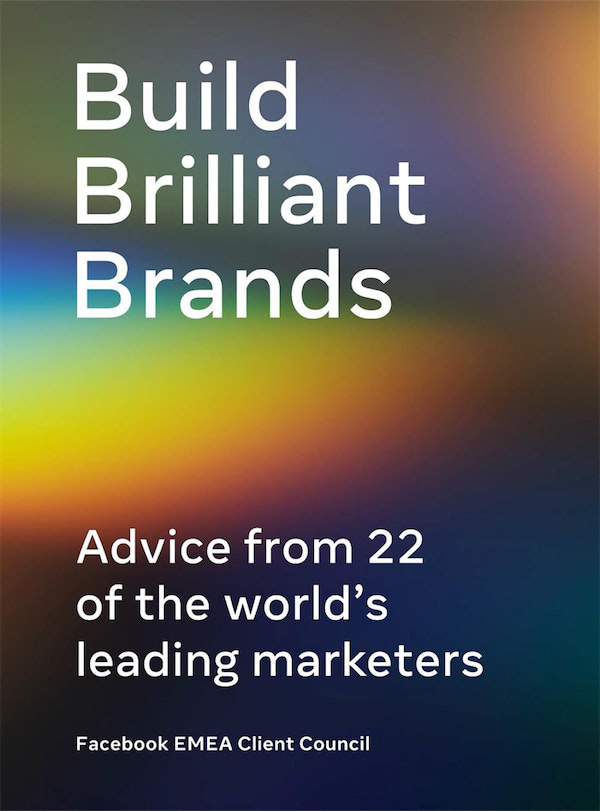 Build
Brilliant
Brands
Advice from 22
of the world’s
leading marketers
Facebook EMEA Client Council